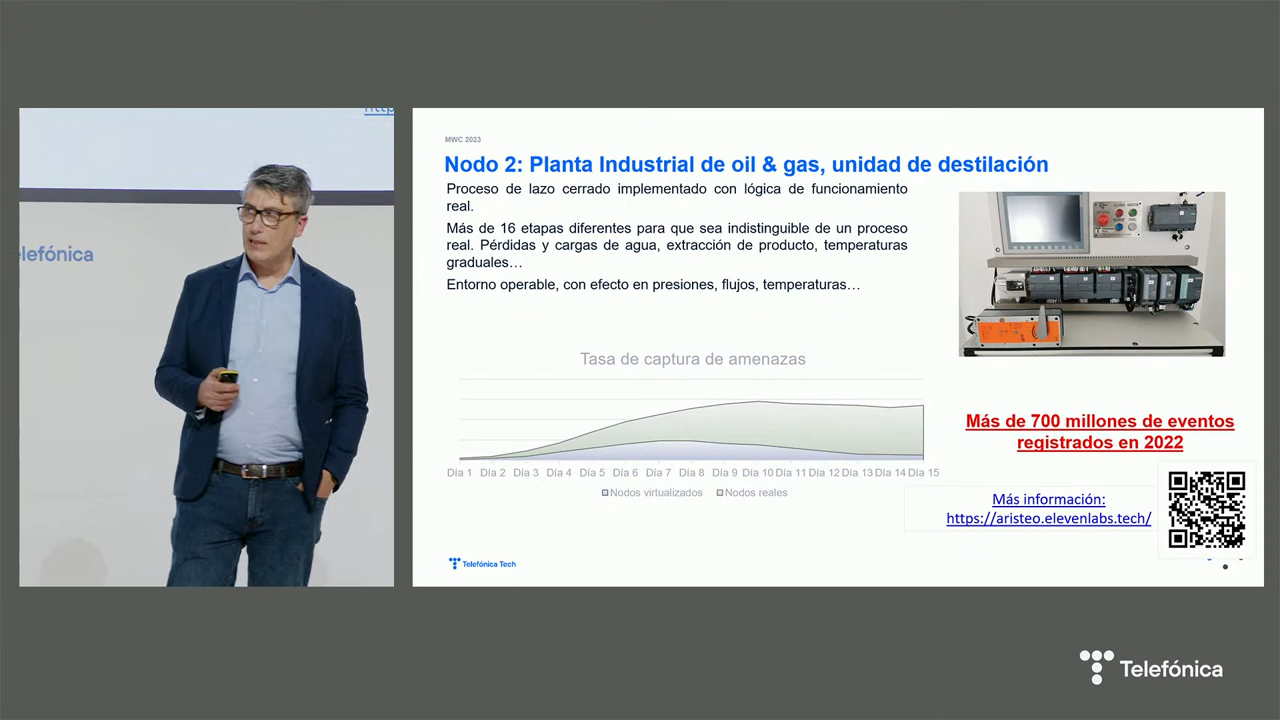 http
elefónica
MWC 2023
Nodo 2: Planta Industrial de oil & gas, unidad de destilación
Proceso de lazo cerrado implementado con lógica de funcionamiento
real.
Más de 16 etapas diferentes para que sea indistinguible de un proceso
real. Pérdidas y cargas de agua, extracción de producto, temperaturas
graduales…
Entorno operable, con efecto en presiones, flujos, temperaturas…
Tasa de captura de amenazas
Día 1 Día 2 Día 3 Día 4 Día 5 Día 6 Día 7 Día 8 Día 9 Día 10 Día 11 Día 12 Día 13 Día 14 Día 15
Nodos virtualizados Nodos reales
Más de 700 millones de eventos
registrados en 2022
Más información:
https://aristeo.elevenlabs.tech/
Telefónica Tech
Telefónica